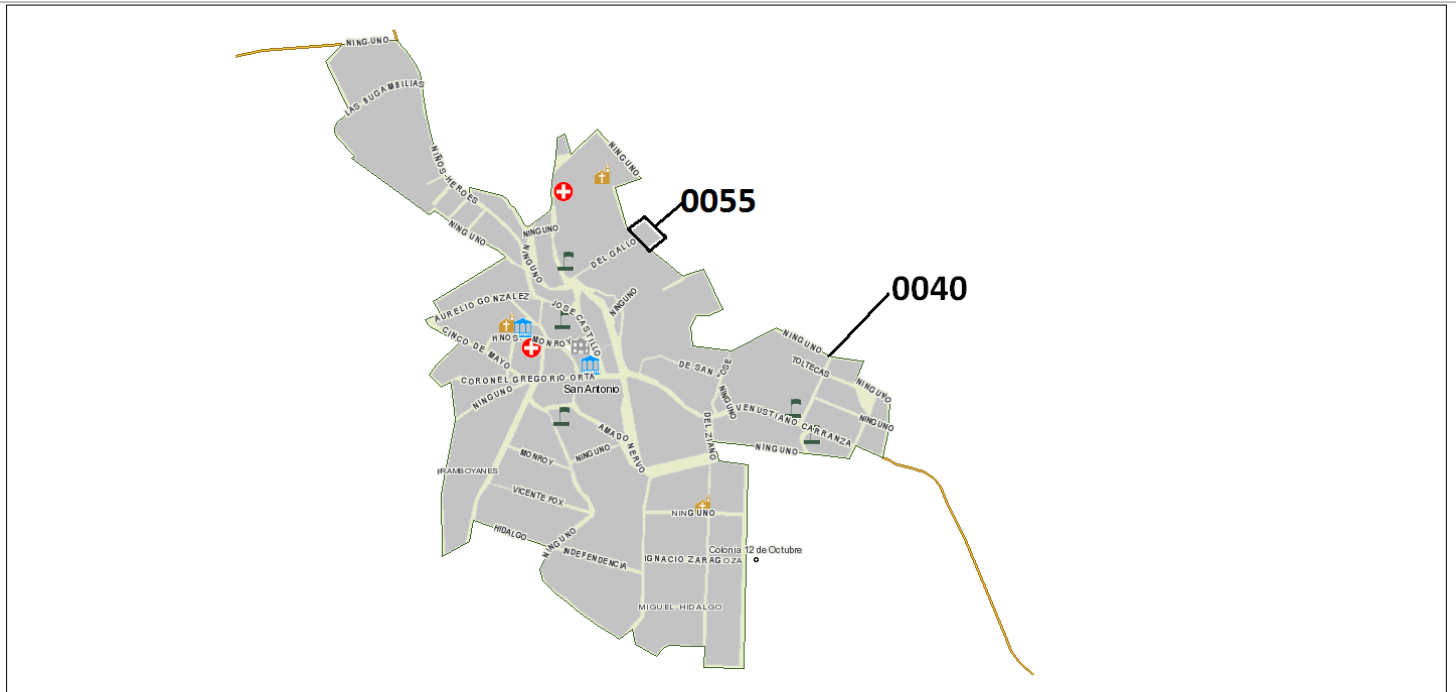 NINGUNO
LAS BUGAMBILIAS
NIÑOS HEROES
NINGUNO
0055
NINGUNO
NINGUNO
NINGUNO
DEL GALLO
0040
NINGUNO
AURELIO GONZALEZ
JOSE CASTILLO
NINGUNO
CINCO DE MAYO
HNOS MONROY
TOLTECAS
DE SAN JOSE
CORONEL GREGORIO ORTA
San Antonio
NINGUNO
NINGUNO
NINGUNO
VENUSTIANO CARRANZA
NINGUNO
AMADO NERVO
DEL ZIANO
NINGUNO
MONROY
NINGUNO
FRAMBOYANES
VICENTE FOX
NINGUNO
HIDALGO
NINGUNO
INDEPENDENCIA
Colonia 12 de Octubre
IGNACIO ZARAGOZA
MIGUEL HIDALGO